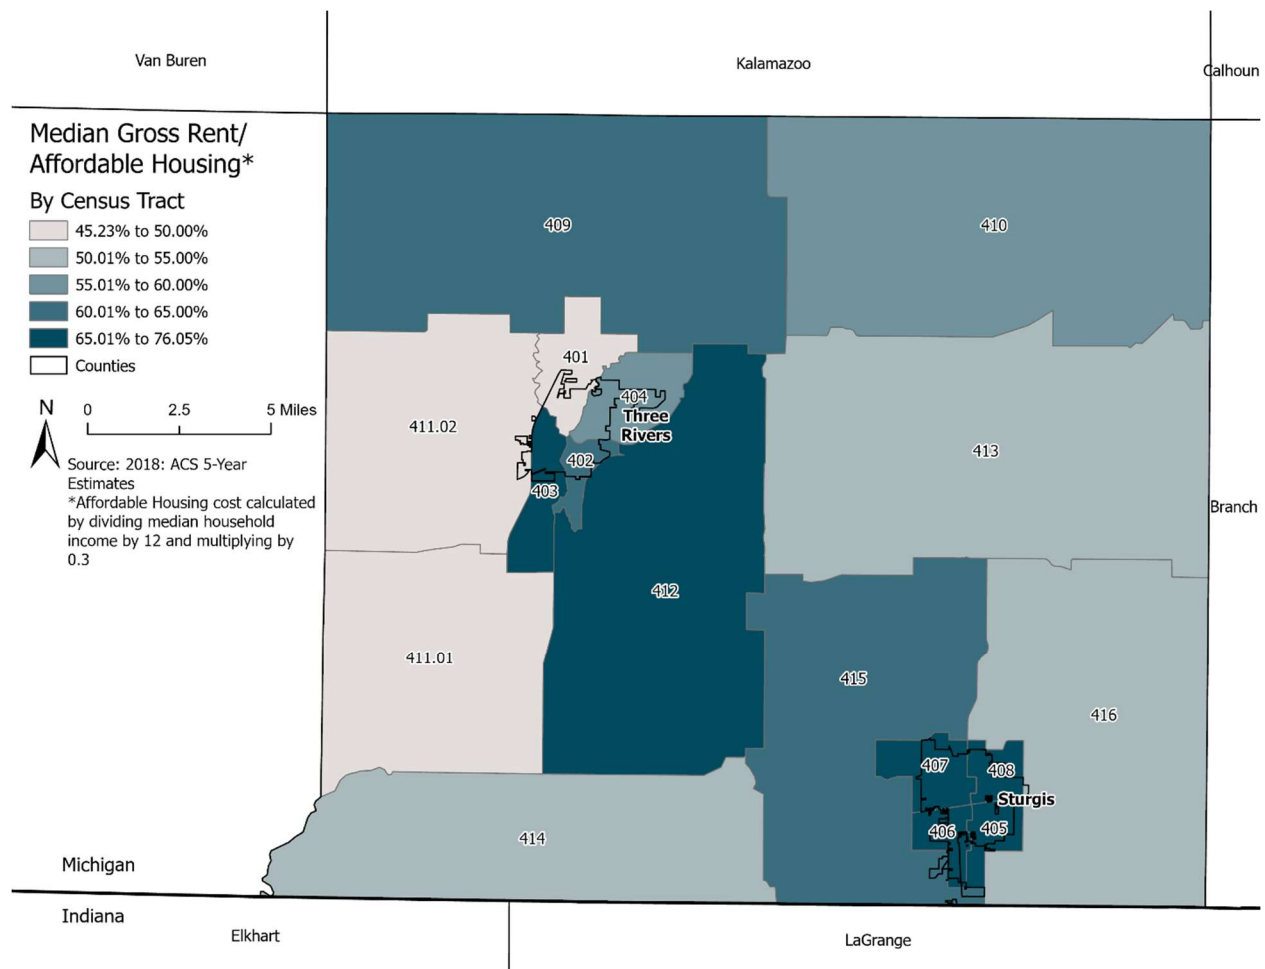 Van Buren
Kalamazoo
Calhoun
Median Gross Rent/
Affordable Housing*
By Census Tract
45.23% to 50.00%
50.01% to 55.00%
55.01% to 60.00%
60.01% to 65.00%
65.01% to 76.05%
Counties
N
0 2.5 5 Miles
Source: 2018: ACS 5-Year
Estimates
*Affordable Housing cost calculated
by dividing median household
income by 12 and multiplying by
0.3
409
410
401
404
Three
Rivers
411.02
402
413
403
Branch
412
411.01
415
416
407
408
Sturgis
406
405
414
Michigan
Indiana
Elkhart
LaGrange